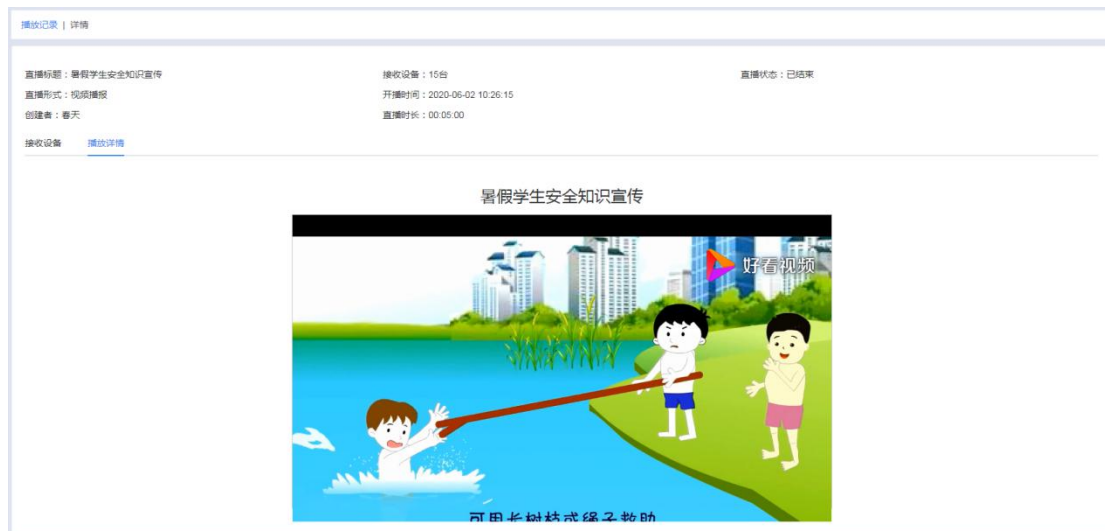 播放记录 | 详情
直播标题：暑假学生安全知识宣传
接收设备：15台
直播状态：已结束
直播形式：视频播报
开播时间：2020-06-02 10:26:15
创建者：春天
直播时长：00:05:00
接收设备 播放详情
暑假学生安全知识宣传
好看视频
可用长树枝或绳子救助